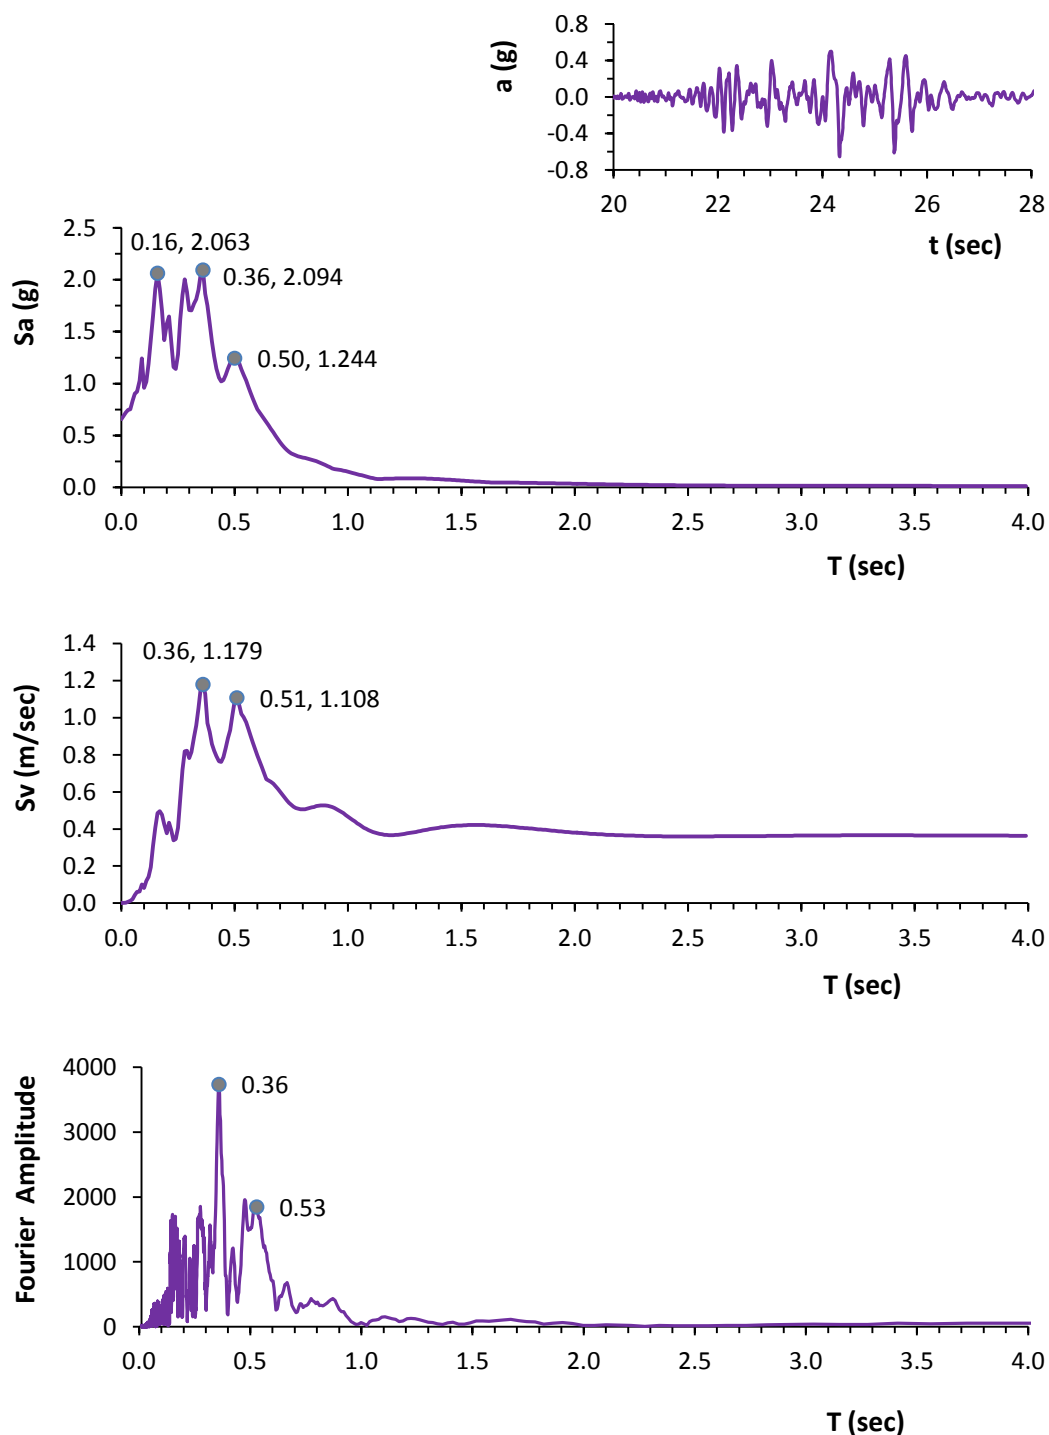 a (g)
0.8
0.4
0.0
-0.4
-0.8
20 22 24 26 28
t (sec)
Sa (g)
2.5
2.0
1.5
1.0
0.5
0.0
0.16, 2.063
0.36, 2.094
0.50, 1.244
0.0 0.5 1.0 1.5 2.0 2.5 3.0 3.5 4.0
T (sec)
Sv (m/sec)
1.4
1.2
1.0
0.8
0.6
0.4
0.2
0.0
0.36, 1.179
0.51, 1.108
0.0 0.5 1.0 1.5 2.0 2.5 3.0 3.5 4.0
T (sec)
Fourier Amplitude
4000
3000
2000
1000
0
0.36
0.53
0.0 0.5 1.0 1.5 2.0 2.5 3.0 3.5 4.0
T (sec)